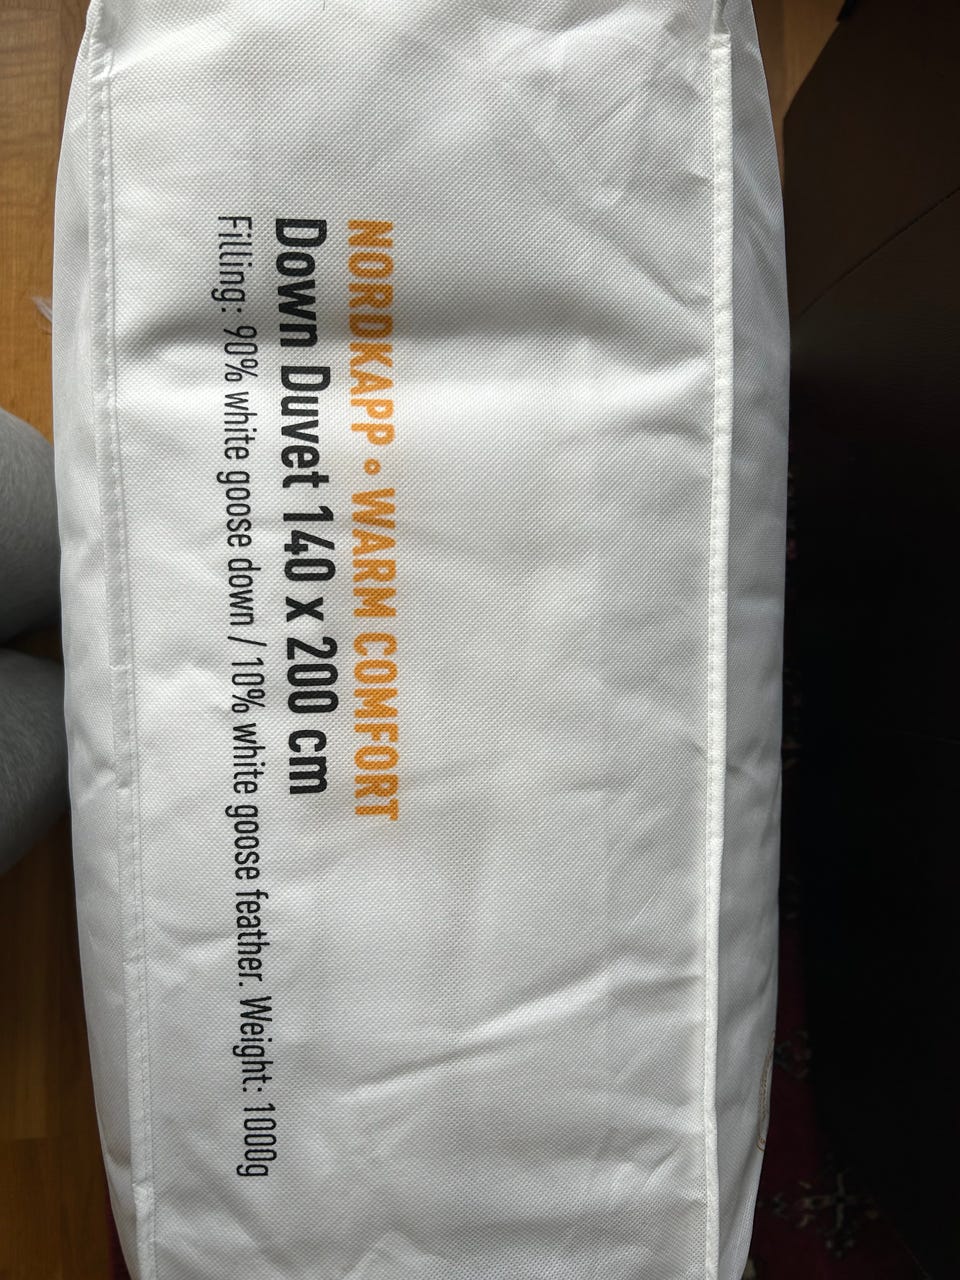 NORDKAPP ∘ WARM COMFORT
Down Duvet 140 x 200 cm
Filling: 90% white goose down / 10% white goose feather. Weight: 1000g